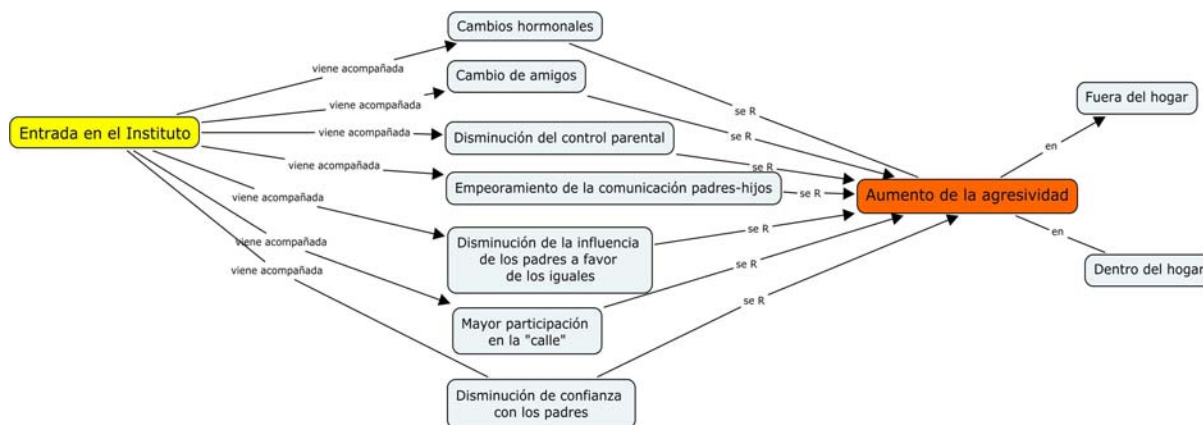 Entrada en el Instituto
viene acompañada
viene acompañada
viene acompañada
viene acompañada
viene acompañada
viene acompañada
viene acompañada
Cambios hormonales
Cambio de amigos
Disminución del control parental
Empeoramiento de la comunicación padres-hijos
Disminución de la influencia
de los padres a favor
de los iguales
Mayor participación
en la "calle"
Disminución de confianza
con los padres
se R
se R
se R
se R
se R
se R
se R
Aumento de la agresividad
en
en
Fuera del hogar
Dentro del hogar